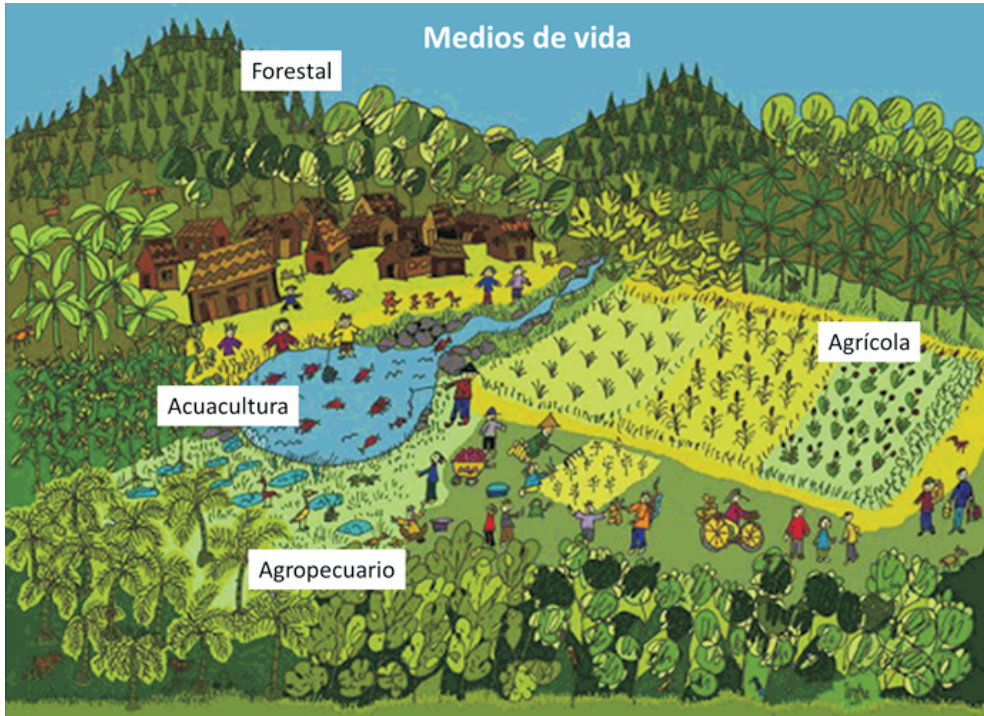 Medios de vida
Forestal
Agrícola
Acuacultura
Agropecuario